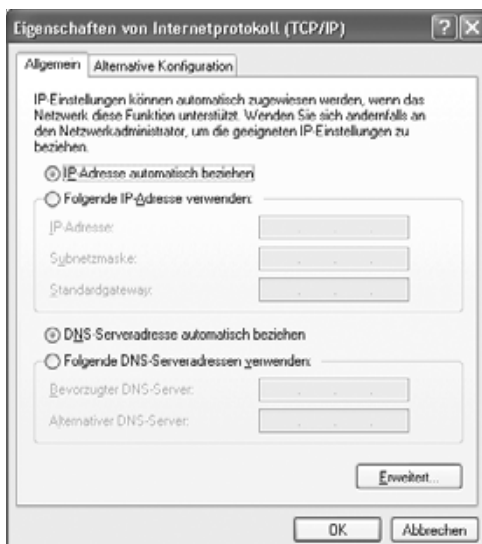 Eigenschaften von Internetprotokoll (TCP/IP)
Allgemein
Alternative Konfiguration
IP-Einstellungen können automatisch zugewiesen werden, wenn das
Netzwerk diese Funktion unterstützt. Wenden Sie sich andernfalls an
den Netzwerkadministrator, um die geeigneten IP-Einstellungen zu
beziehen.
IP-Adresse automatisch beziehen
Folgende IP-Adresse verwenden:
IP-Adresse:
Subnetzmaske:
Standardgateway:
DNS-Serveradresse automatisch beziehen
Folgende DNS-Serveradressen verwenden:
Bevorzugter DNS-Server:
Alternativer DNS-Server:
Erweitert...
OK
Abbrechen